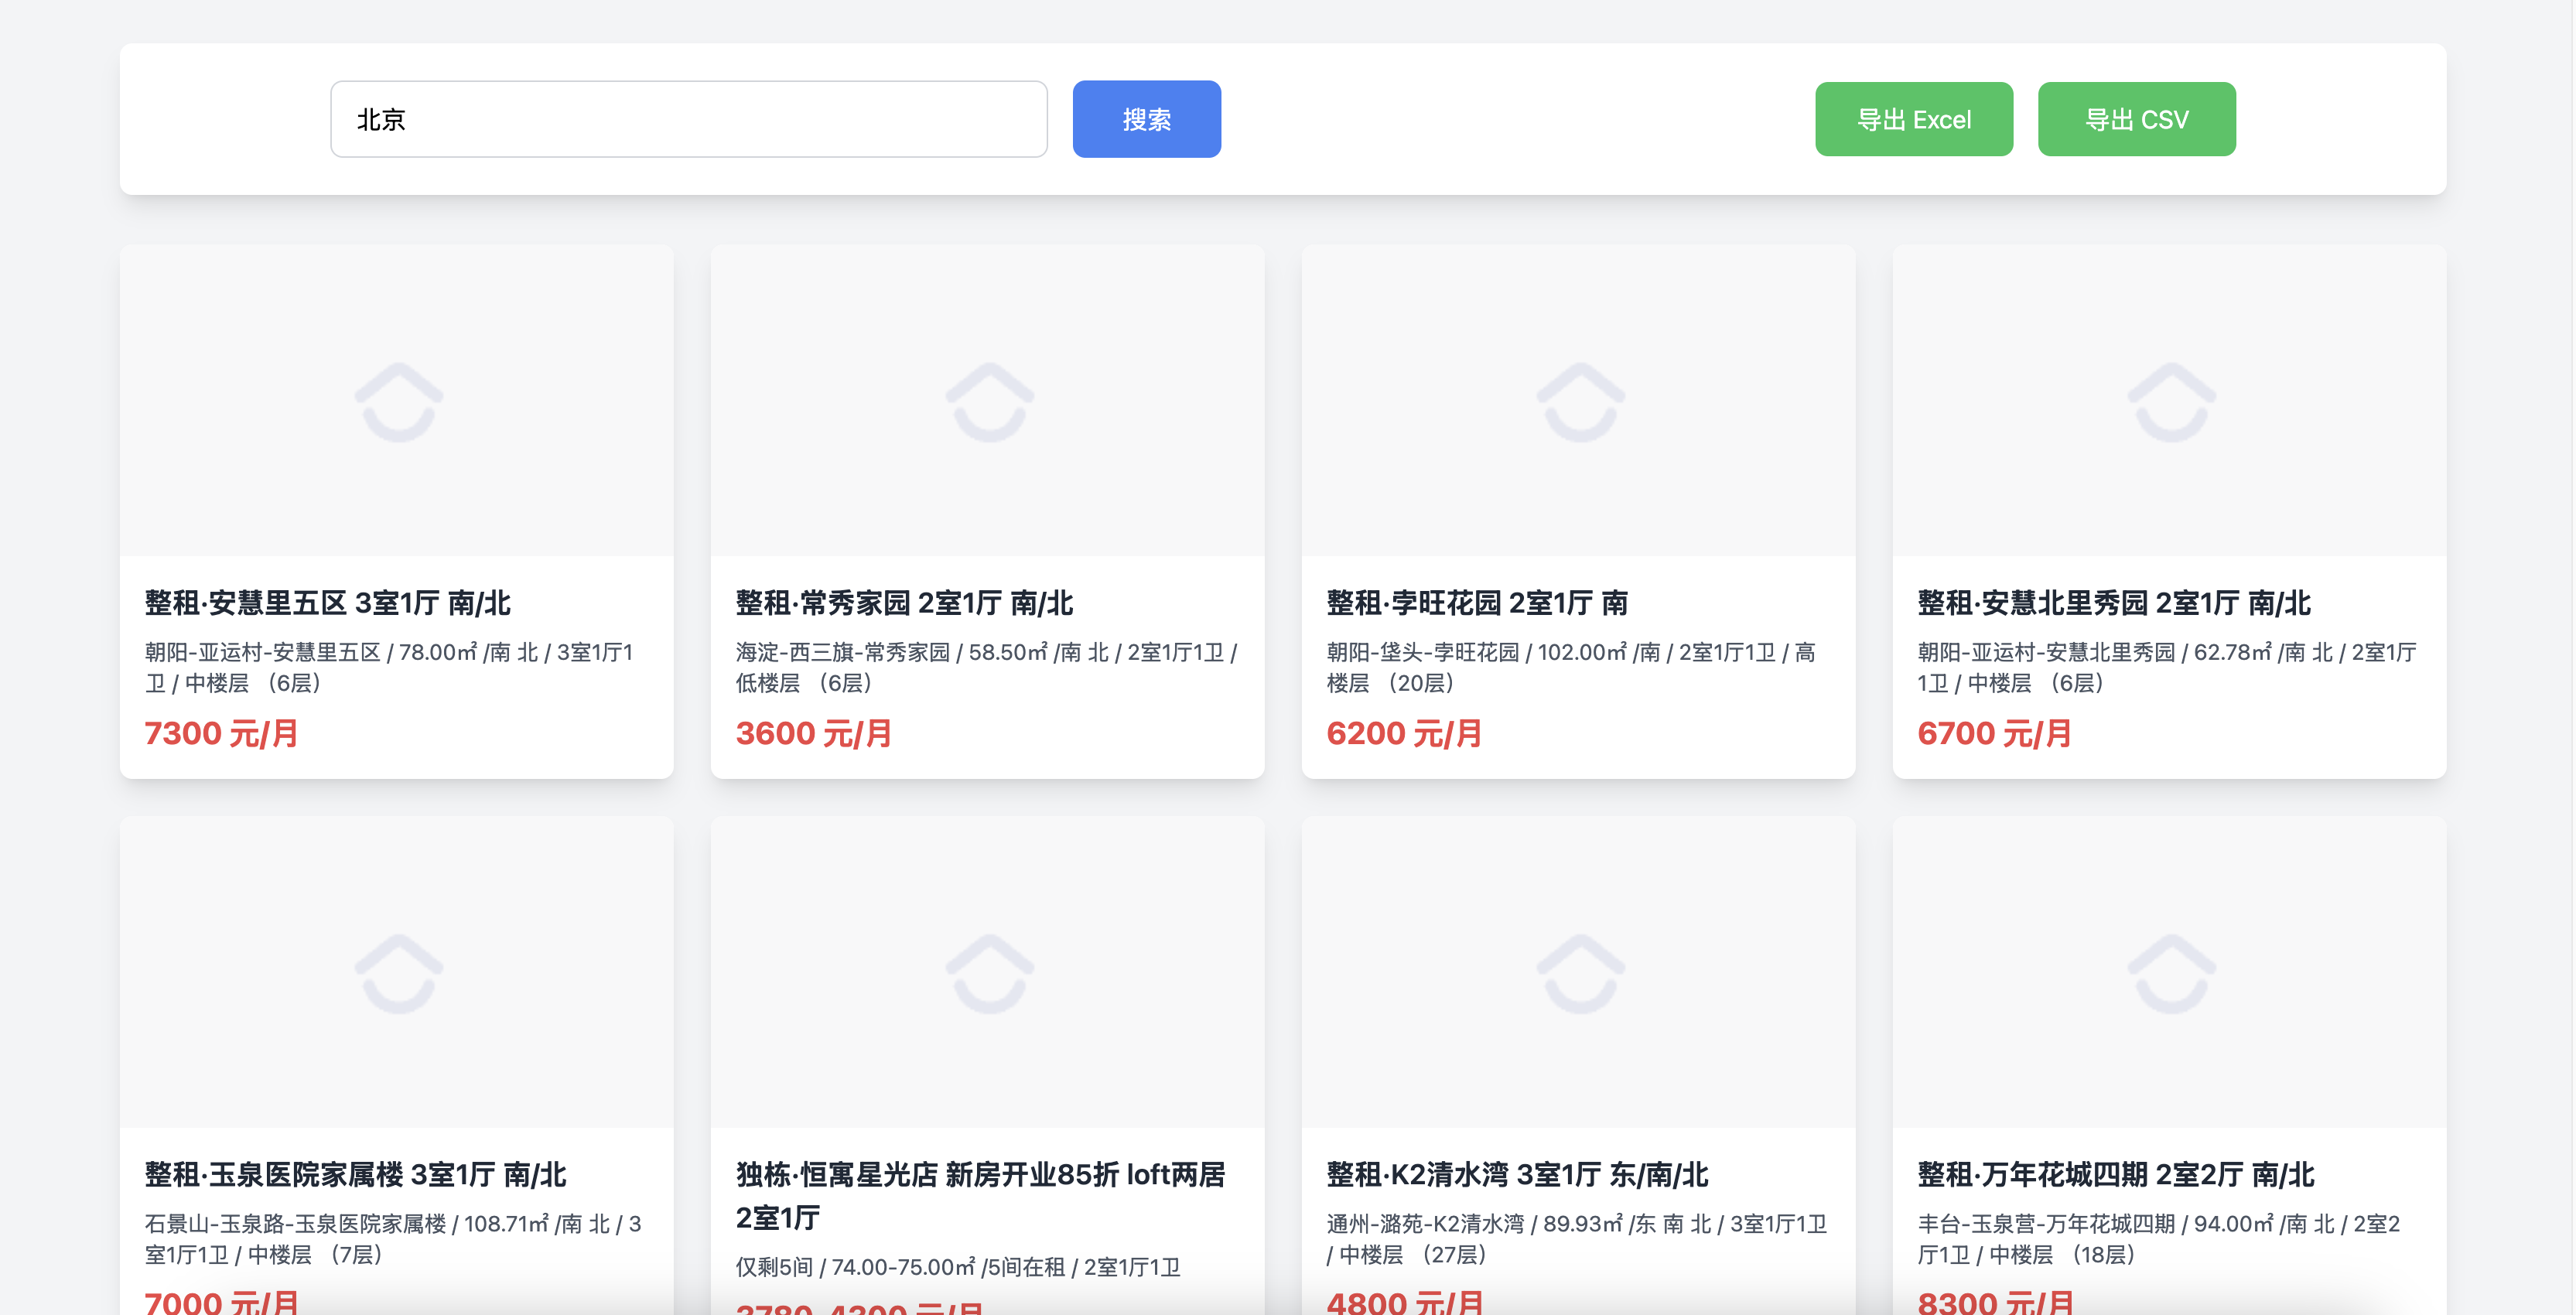 北京
搜索
导出 Excel
导出 CSV
整租·安慧里五区 3室1厅 南/北
朝阳-亚运村-安慧里五区 / 78.00㎡ /南 北 / 3室1厅1
卫 / 中楼层 （6层）
7300 元/月
整租·常秀家园 2室1厅 南/北
海淀-西三旗-常秀家园 / 58.50㎡ /南 北 / 2室1厅1卫 /
低楼层 （6层）
3600 元/月
整租·孛旺花园 2室1厅 南
朝阳-垡头-孛旺花园 / 102.00㎡ /南 / 2室1厅1卫 / 高
楼层 （20层）
6200 元/月
整租·安慧北里秀园 2室1厅 南/北
朝阳-亚运村-安慧北里秀园 / 62.78㎡ /南 北 / 2室1厅
1卫 / 中楼层 （6层）
6700 元/月
整租·玉泉医院家属楼 3室1厅 南/北
石景山-玉泉路-玉泉医院家属楼 / 108.71㎡ /南 北 / 3
室1厅1卫 / 中楼层 （7层）
7000 元/月
独栋·恒寓星光店 新房开业85折 loft两居
2室1厅
仅剩5间 / 74.00-75.00㎡ /5间在租 / 2室1厅1卫
3780-4300 元/月
整租·K2清水湾 3室1厅 东/南/北
通州-潞苑-K2清水湾 / 89.93㎡ /东 南 北 / 3室1厅1卫
/ 中楼层 （27层）
4800 元/月
整租·万年花城四期 2室2厅 南/北
丰台-玉泉营-万年花城四期 / 94.00㎡ /南 北 / 2室2
厅1卫 / 中楼层 （18层）
8300 元/月